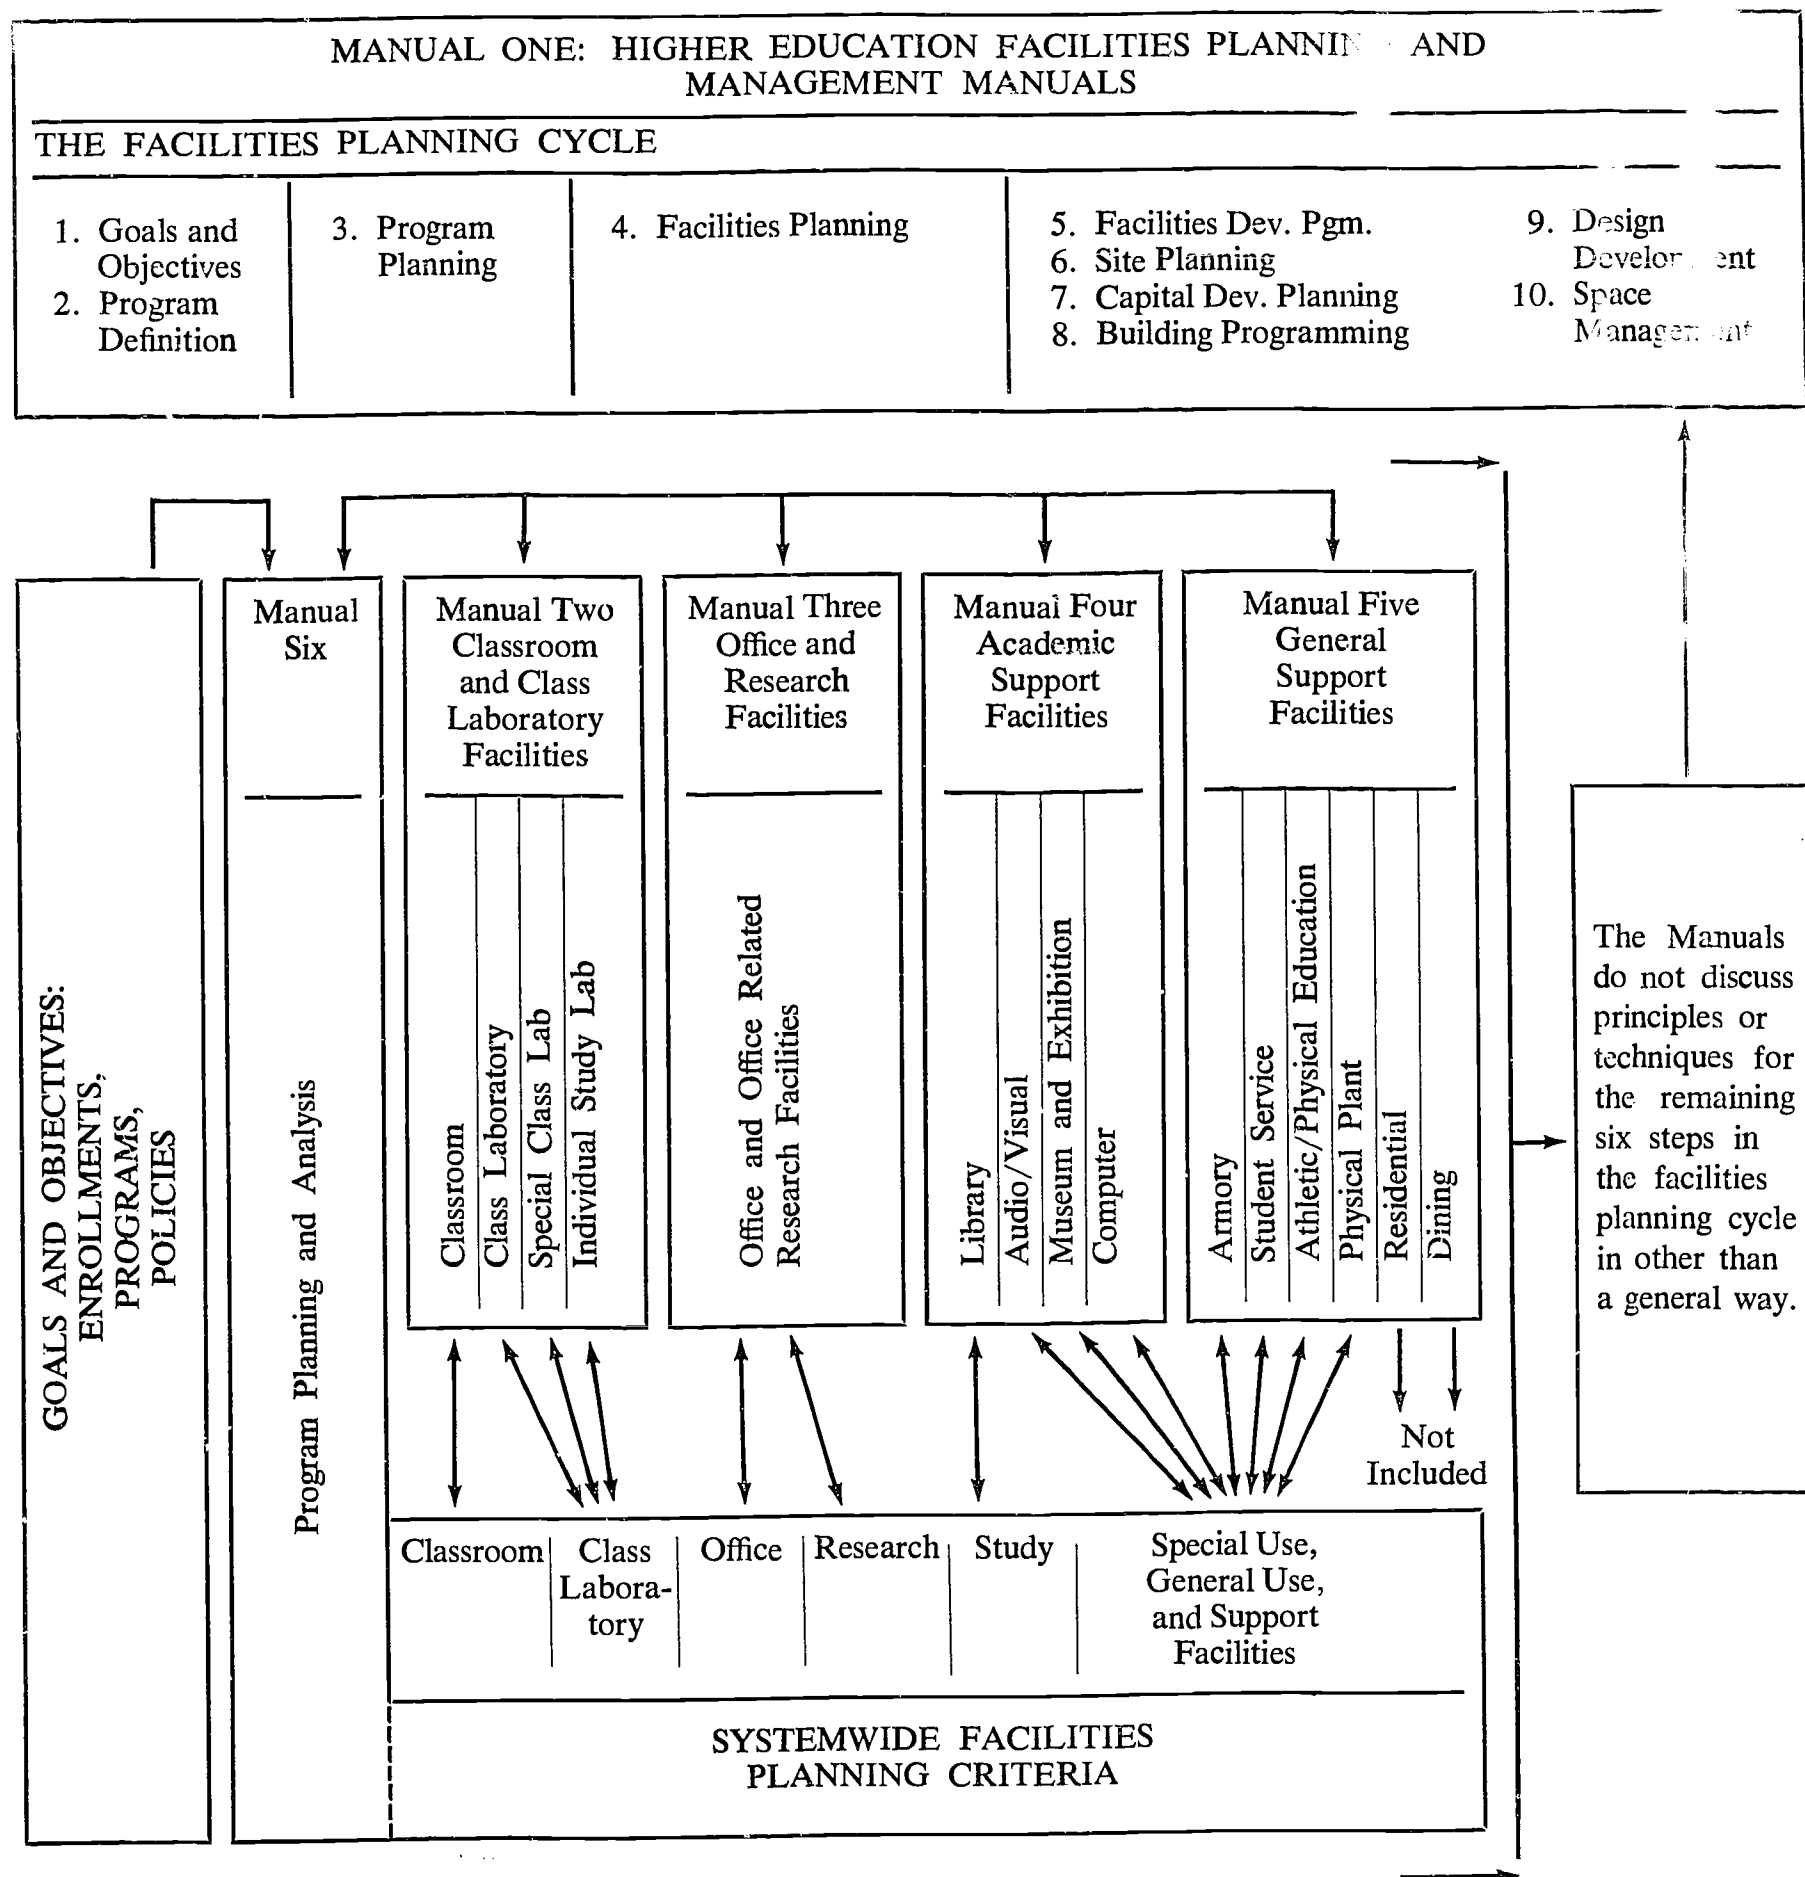 MANUAL ONE: HIGHER EDUCATION FACILITIES AND
MANAGEMENT MANUALS
THE FACILITIES PLANNING CYCLE
1. Goals and
Objectives
2. Program
Definition
3. Program
Planning
4. Facilities Planning
5. Facilities Dev. Pgm.
6. Site Planning
7. Capital Dev. Planning
8. Building Programming
9. Design
10. Space
GOALS AND OBJECTIVES:
ENROLLMENTS,
PROGRAMS,
POLICIES
Manual
Six
Program Planning and Analysis
Manual Two
Classroom
and Class
Laboratory
Facilities
Classroom
Class Laboratory
Special Class Lab
Individual Study Lab
Manual Three
Office and
Research
Facilities
Office and Office Related
Research Facilities
Manual Four
Academic
Support
Facilities
Library
Audio/Visual
Museum and Exhibition
Computer
Manual Five
General
Support
Facilities
Armory
Student Service
Athletic/Physical Education
Physical Plant
Residential
Dining
Not
Included
Classroom
Class
Labora-
tory
Office
Research
Study
Special Use,
General Use,
and Support
Facilities
SYSTEMWIDE FACILITIES
PLANNING CRITERIA
The Manuals
do not discuss
principles or
techniques for
the remaining
six steps in
the facilities
planning cycle
in other than
a general way.